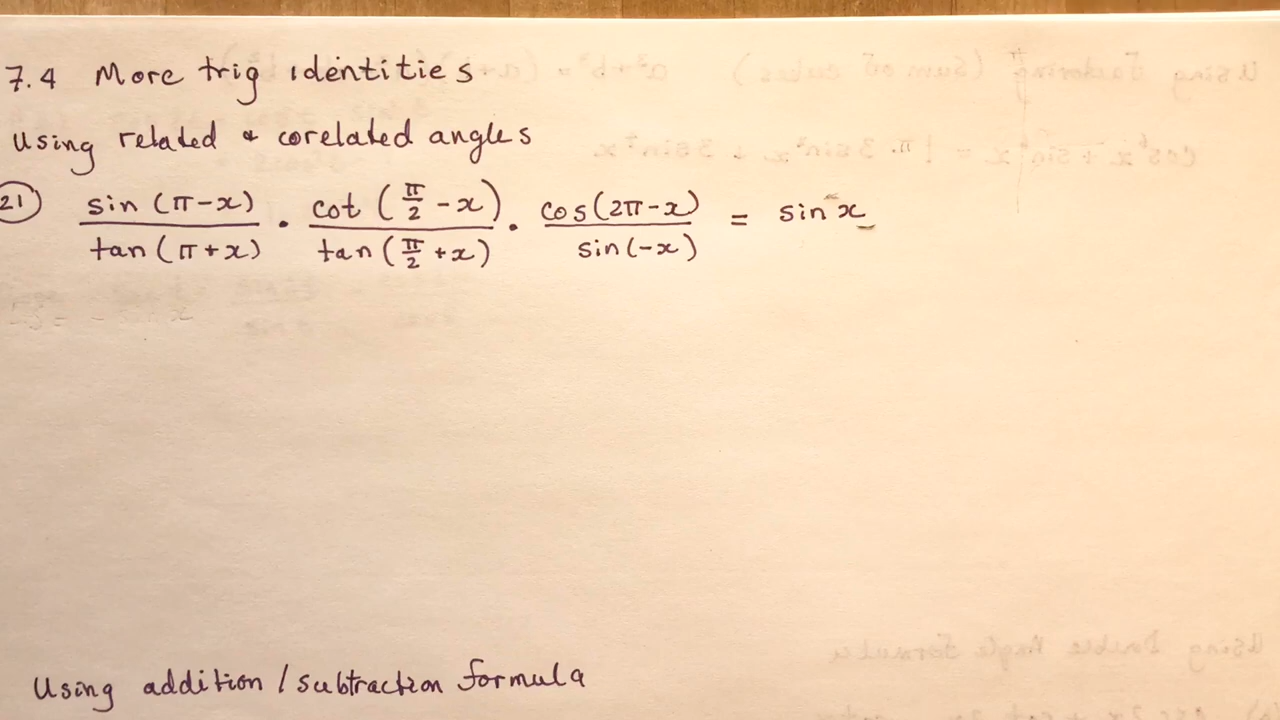 7.4 More trig identities
Using related & corelated angles
21 sin (π-x) / tan (π+x) · cot (π/2 - x) / tan (π/2 + x) · cos(2π-x) / sin(-x) = sin x
Using addition / subtraction formula